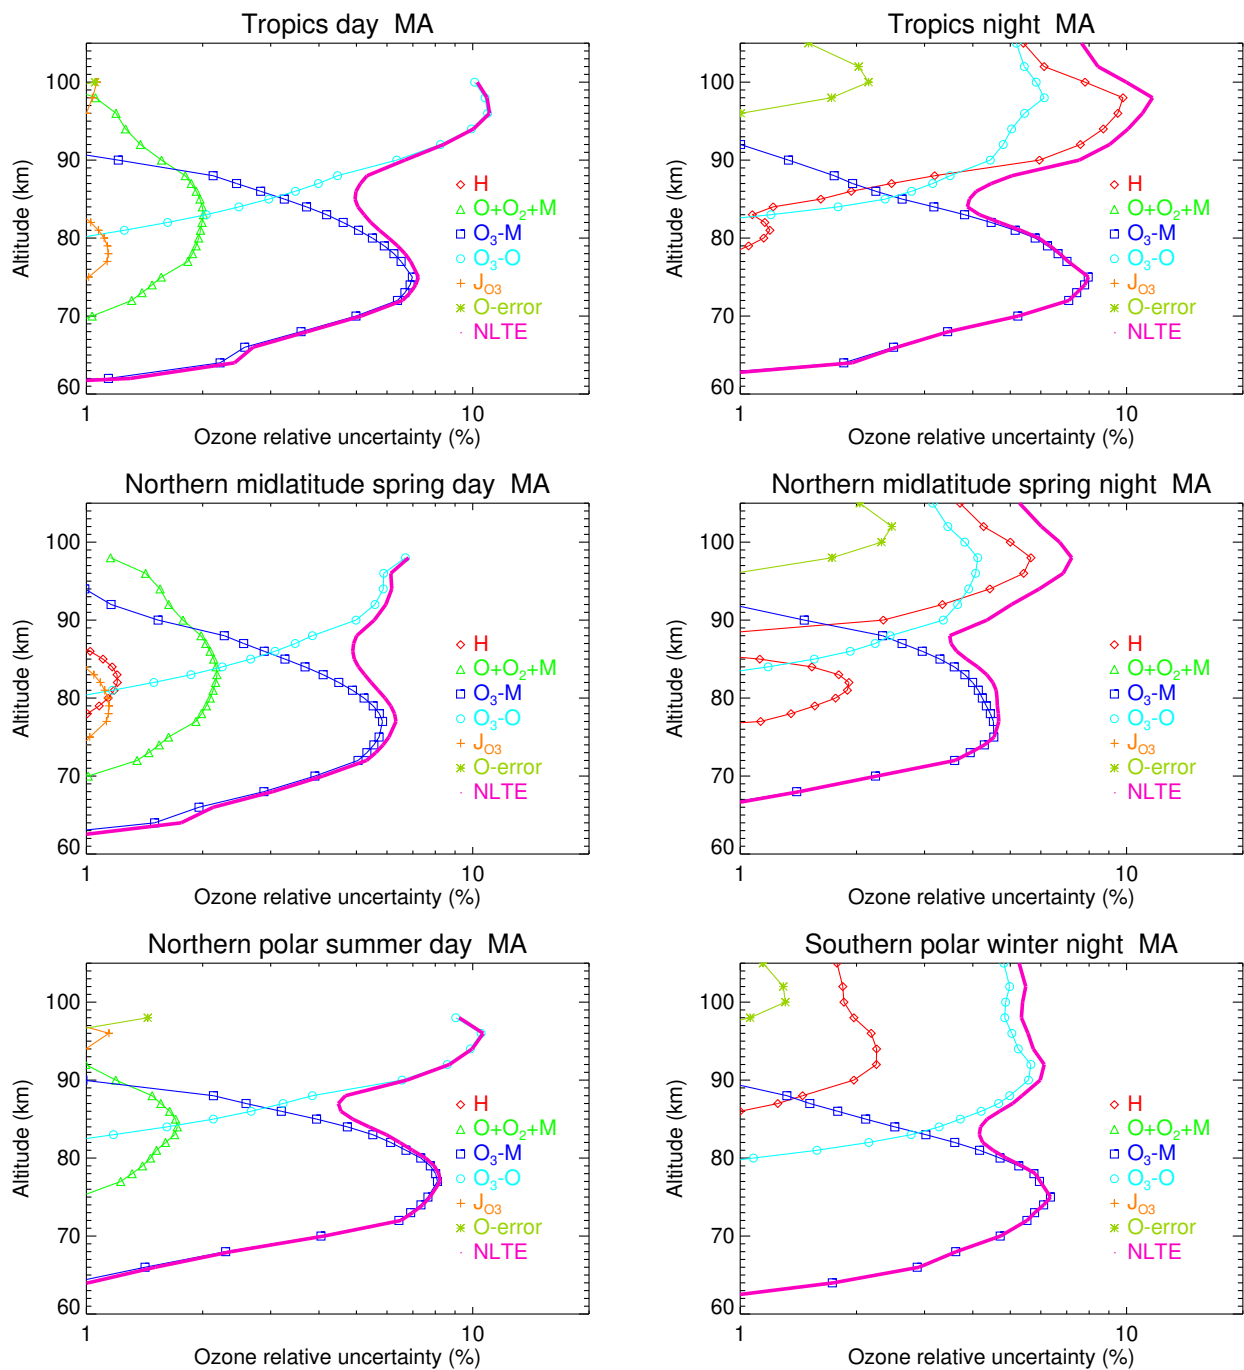 Tropics day MA
100
90
80
70
60
Altitude (km)
H
O+O₂+M
O₃-M
O₃-O
J_O3
O-error
NLTE
1
10
Ozone relative uncertainty (%)
Tropics night MA
100
90
80
70
60
Altitude (km)
H
O+O₂+M
O₃-M
O₃-O
J_O3
O-error
NLTE
1
10
Ozone relative uncertainty (%)
Northern midlatitude spring day MA
100
90
80
70
60
Altitude (km)
H
O+O₂+M
O₃-M
O₃-O
J_O3
O-error
NLTE
1
10
Ozone relative uncertainty (%)
Northern midlatitude spring night MA
100
90
80
70
60
Altitude (km)
H
O+O₂+M
O₃-M
O₃-O
J_O3
O-error
NLTE
1
10
Ozone relative uncertainty (%)
Northern polar summer day MA
100
90
80
70
60
Altitude (km)
H
O+O₂+M
O₃-M
O₃-O
J_O3
O-error
NLTE
1
10
Ozone relative uncertainty (%)
Southern polar winter night MA
100
90
80
70
60
Altitude (km)
H
O+O₂+M
O₃-M
O₃-O
J_O3
O-error
NLTE
1
10
Ozone relative uncertainty (%)